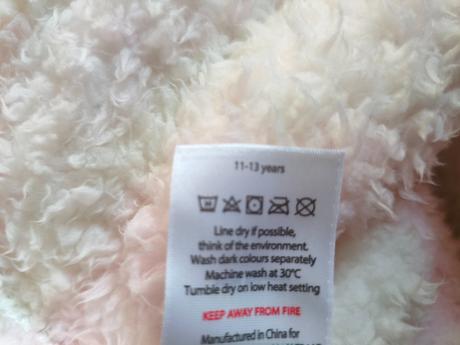 11-13 years
Line dry if possible,
think of the environment.
Wash dark colours separately
Machine wash at 30°C
Tumble dry on low heat setting
KEEP AWAY FROM FIRE
Manufactured in China for